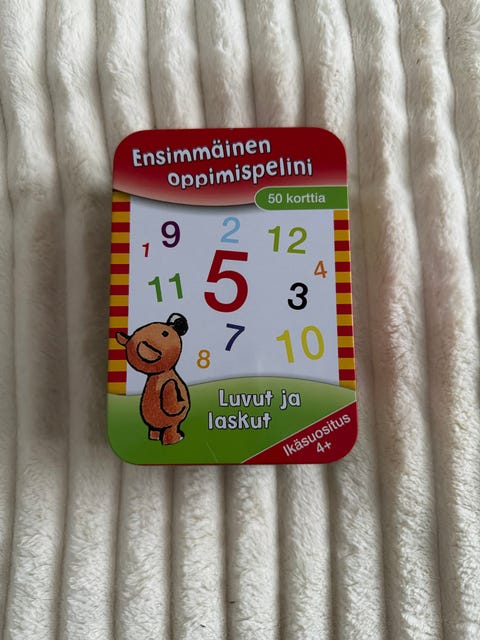 Ensimmäinen
oppimispelini
50 korttia
9
2
12
1
4
11
5
3
7
10
8
Luvut ja
laskut
Ikäsuositus
4+